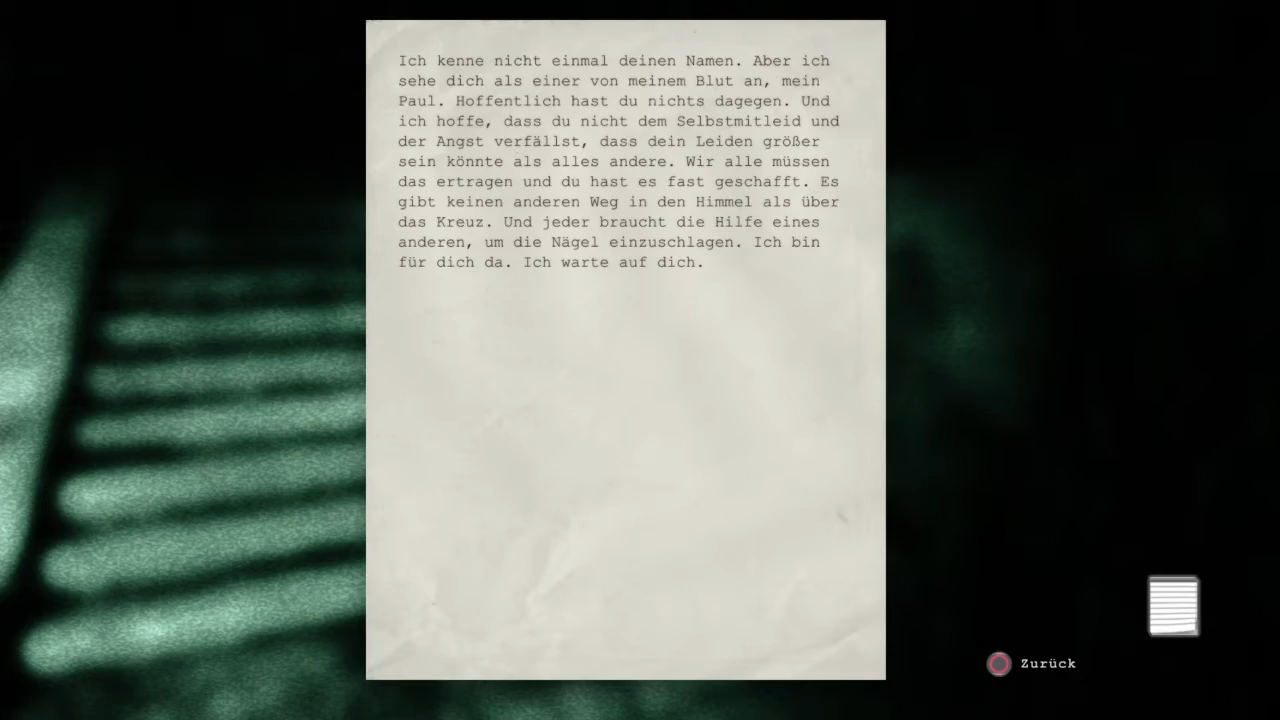 Ich kenne nicht einmal deinen Namen. Aber ich
sehe dich als einer von meinem Blut an, mein
Paul. Hoffentlich hast du nichts dagegen. Und
ich hoffe, dass du nicht dem Selbstmitleid und
der Angst verfällst, dass dein Leiden größer
sein könnte als alles andere. Wir alle müssen
das ertragen und du hast es fast geschafft. Es
gibt keinen anderen Weg in den Himmel als über
das Kreuz. Und jeder braucht die Hilfe eines
anderen, um die Nägel einzuschlagen. Ich bin
für dich da. Ich warte auf dich.
Zurück